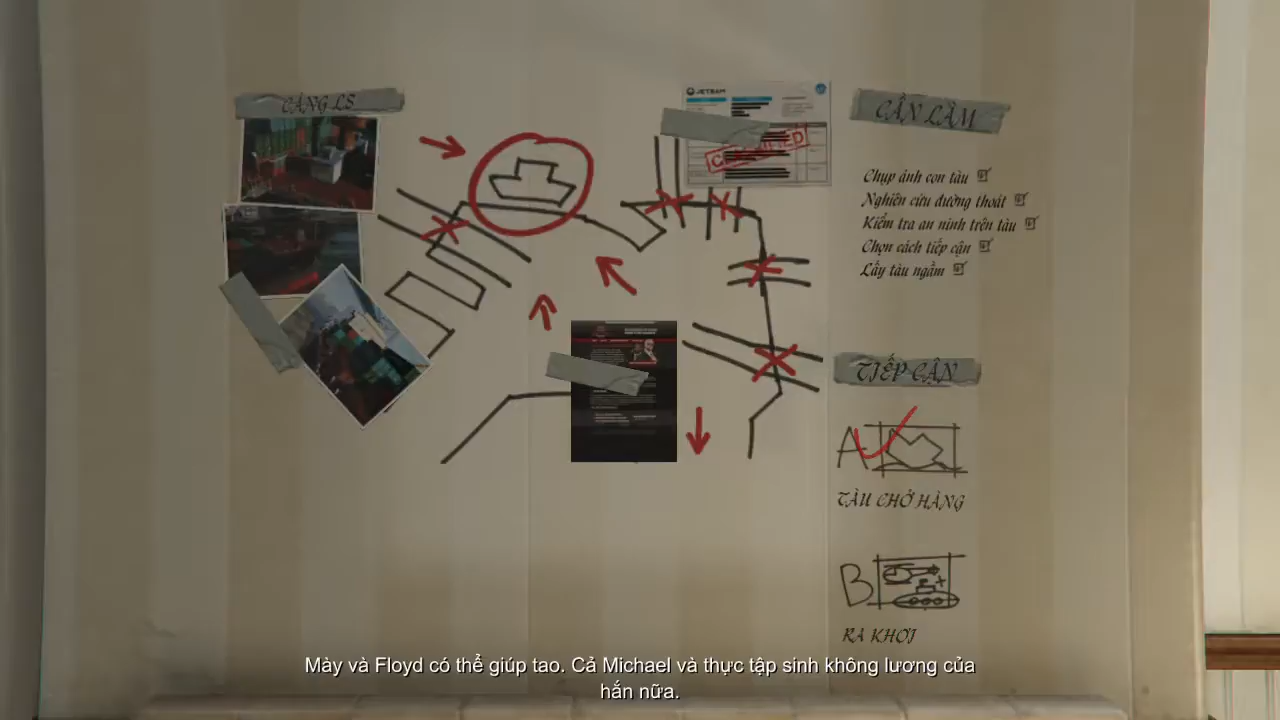 CẢNG LS
JETSAM
CẦN LÀM
Chụp ảnh con tàu
Nghiên cứu đường thoát
Kiểm tra an ninh trên tàu
Chọn cách tiếp cận
Lấy tàu ngầm
TIẾP CẬN
A
TÀU CHỞ HÀNG
B
RA KHƠI
Mày và Floyd có thể giúp tao. Cả Michael và thực tập sinh không lương của
hắn nữa.